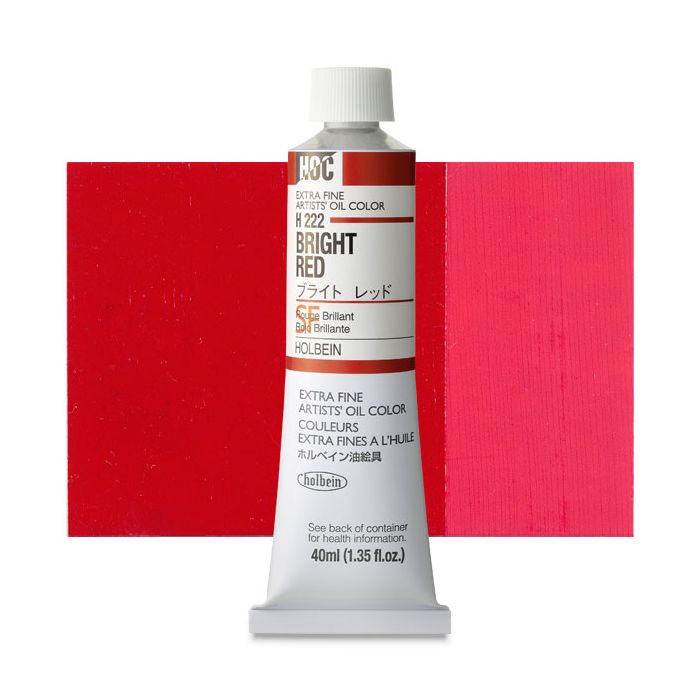 HOC
EXTRA FINE
ARTISTS' OIL COLOR
H 222
BRIGHT
RED
ブライト レッド
SF
Rouge Brillant
Brillante
HOLBEIN
EXTRA FINE
ARTISTS' OIL COLOR
COULEURS
EXTRA FINES A L'HUILE
ホルベイン油絵具
holbein
See back of container
for health information.
40ml (1.35 fl.oz.)